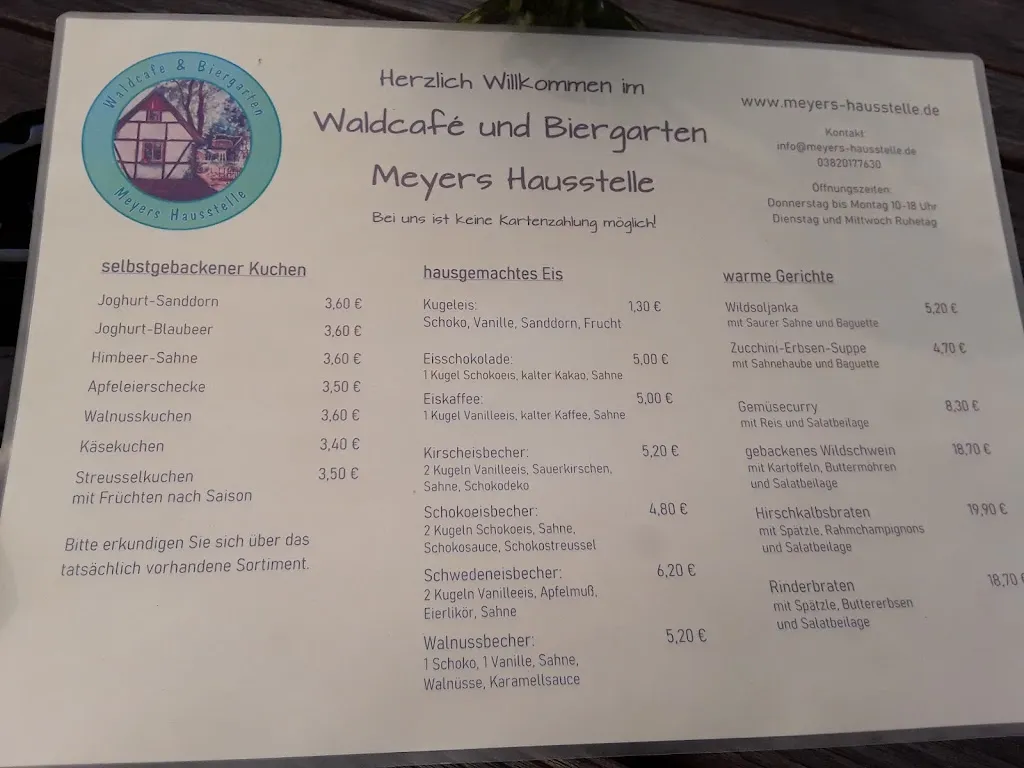 Waldcafe & Biergarten
Meyers Hausstelle
Herzlich Willkommen im
Waldcafé und Biergarten
Meyers Hausstelle
Bei uns ist keine Kartenzahlung möglich!
www.meyers-hausstelle.de
Kontakt:
info@meyers-hausstelle.de
03820177630
Öffnungszeiten:
Donnerstag bis Montag 10-18 Uhr
Dienstag und Mittwoch Ruhetag
selbstgebackener Kuchen
Joghurt-Sanddorn 3,60 €
Joghurt-Blaubeer 3,60 €
Himbeer-Sahne 3,60 €
Apfeleierschecke 3,50 €
Walnusskuchen 3,60 €
Käsekuchen 3,40 €
Streusselkuchen 3,50 €
mit Früchten nach Saison
Bitte erkundigen Sie sich über das
tatsächlich vorhandene Sortiment.
hausgemachtes Eis
Kugeleis: 1,30 €
Schoko, Vanille, Sanddorn, Frucht
Eisschokolade: 5,00 €
1 Kugel Schokoeis, kalter Kakao, Sahne
Eiskaffee: 5,00 €
1 Kugel Vanilleeis, kalter Kaffee, Sahne
Kirscheisbecher: 5,20 €
2 Kugeln Vanilleeis, Sauerkirschen,
Sahne, Schokodeko
Schokoeisbecher: 4,80 €
2 Kugeln Schokoeis, Sahne,
Schokosauce, Schokostreussel
Schwedeneisbecher: 6,20 €
2 Kugeln Vanilleeis, Apfelmuß,
Eierlikör, Sahne
Walnussbecher: 5,20 €
1 Schoko, 1 Vanille, Sahne,
Walnüsse, Karamellsauce
warme Gerichte
Wildsoljanka 5,20 €
mit Saurer Sahne und Baguette
Zucchini-Erbsen-Suppe 4,70 €
mit Sahnehaube und Baguette
Gemüsecurry 8,30 €
mit Reis und Salatbeilage
gebackenes Wildschwein 18,70 €
mit Kartoffeln, Buttermöhren
und Salatbeilage
Hirschkalbsbraten 19,90 €
mit Spätzle, Rahmchampignons
und Salatbeilage
Rinderbraten 18,70 €
mit Spätzle, Buttererbsen
und Salatbeilage